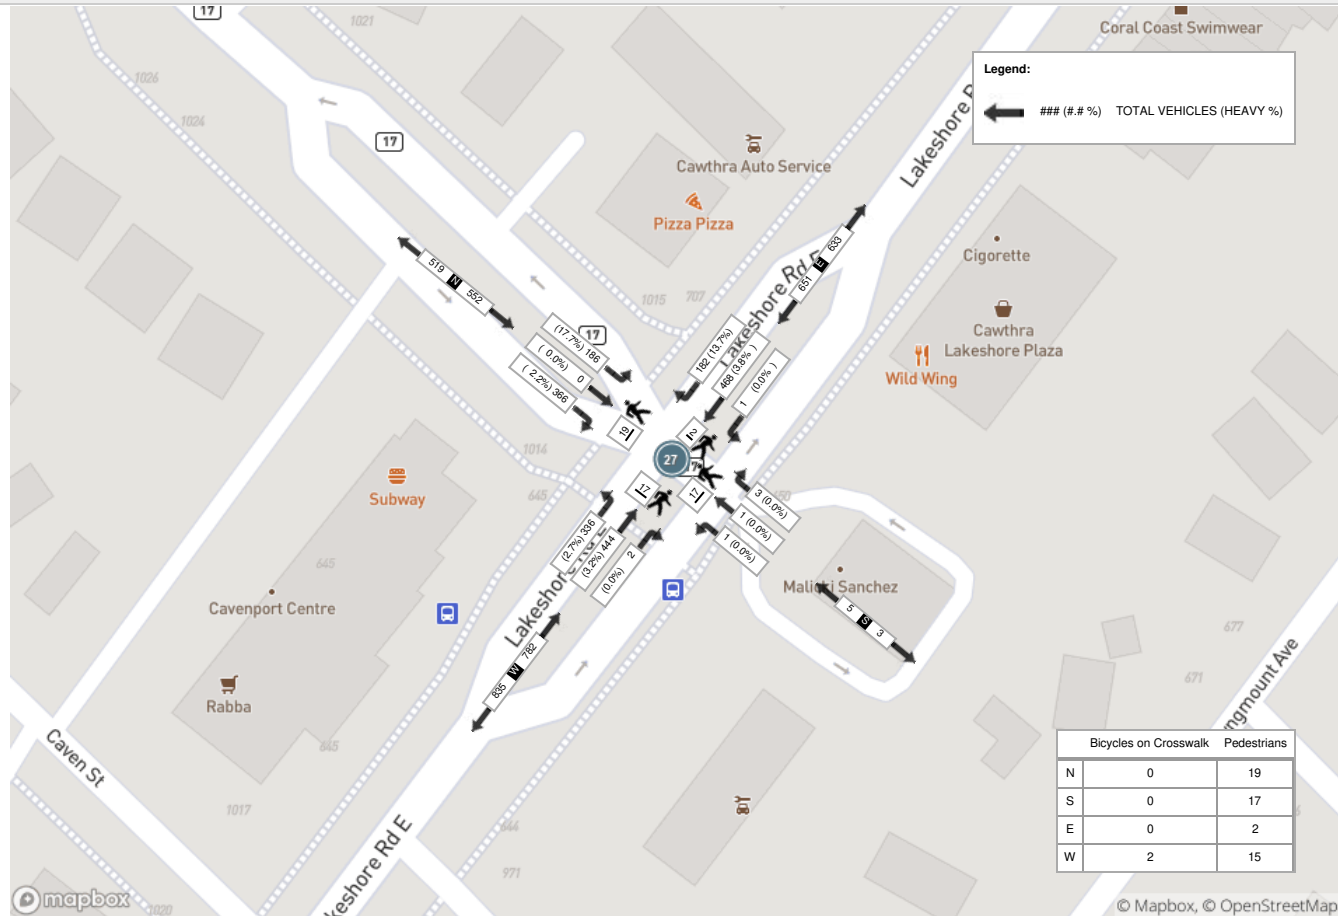 17
1021
Coral Coast Swimwear
Legend:
### (#.# %) TOTAL VEHICLES (HEAVY %)
1026
1024
17
Lakeshore R
Cawthra Auto Service
Pizza Pizza
Cigorette
519 N 552
633 E 651
1015
707
Lakeshore Rd E
Cawthra
Lakeshore Plaza
17
Wild Wing
(17.7%) 186
( 0.0%) 0
( 2.2%) 366
182 (13.7%)
468 (3.8% )
1 (0.0% )
19
2
1014
27
17
17
Subway
645
3 (0.0%)
1 (0.0%)
1 (0.0%)
(2.7%) 336
(3.2%) 444
(0.0%) 2
645
Cavenport Centre
Lakeshore Rd E
5 S 3
677
782 W 835
671
Rabba
645
Caven St
1017
971
1020
Lakeshore Rd E
Bicycles on Crosswalk Pedestrians
N 0 19
S 0 17
E 0 2
W 2 15
mapbox
© Mapbox, © OpenStreetMap